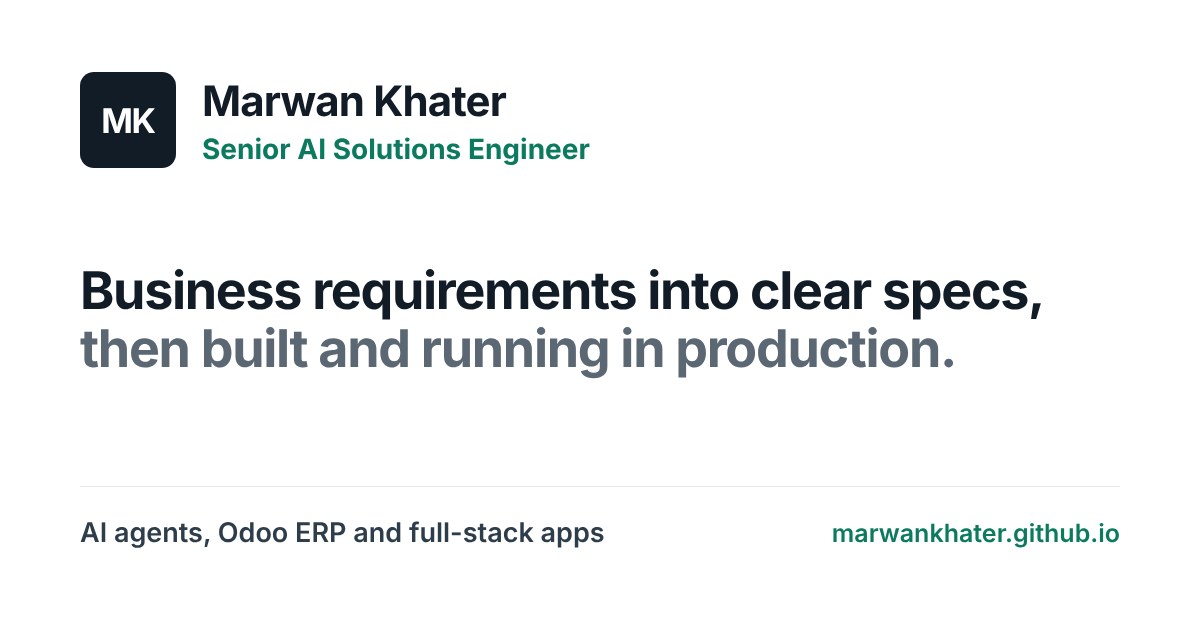 MK
Marwan Khater
Senior AI Solutions Engineer
Business requirements into clear specs,
then built and running in production.
AI agents, Odoo ERP and full-stack apps
marwankhater.github.io